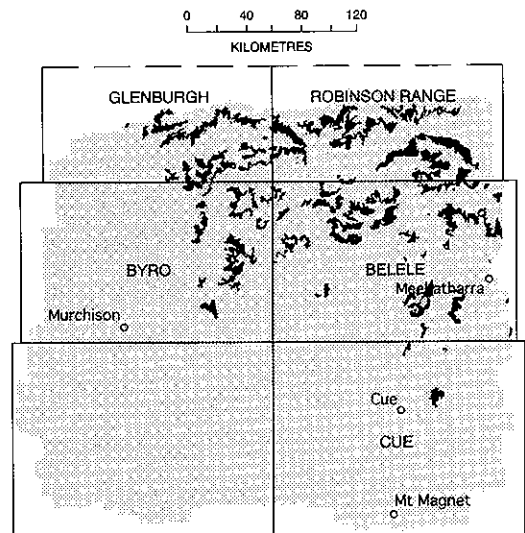 0 40 80 120
KILOMETRES
GLENBURGH ROBINSON RANGE
BYRO BELELE
Meekatharra
Murchison
Cue
CUE
Mt Magnet